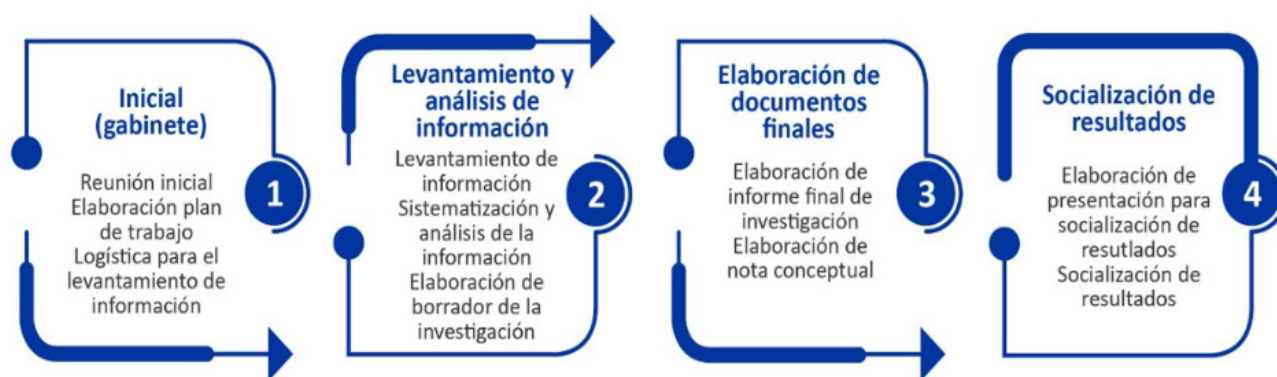 Inicial
(gabinete)
Reunión inicial
Elaboración plan
de trabajo
Logística para el
levantamiento de
información
1
Levantamiento y
análisis de
información
Levantamiento de
información
Sistematización y
análisis de la
información
Elaboración de
borrador de la
investigación
2
Elaboración de
documentos
finales
Elaboración de
informe final de
investigación
Elaboración de
nota conceptual
3
Socialización de
resultados
Elaboración de
presentación para
socialización de
resutlados
Socialización de
resultados
4